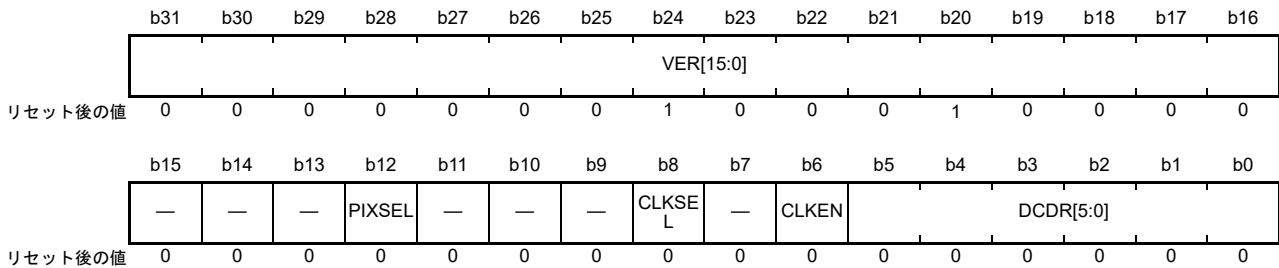 b31 b30 b29 b28 b27 b26 b25 b24 b23 b22 b21 b20 b19 b18 b17 b16
VER[15:0]
リセット後の値 0 0 0 0 0 0 0 1 0 0 0 1 0 0 0 0
b15 b14 b13 b12 b11 b10 b9 b8 b7 b6 b5 b4 b3 b2 b1 b0
— — — PIXSEL — — — CLKSE
L — CLKEN DCDR[5:0]
リセット後の値 0 0 0 0 0 0 0 0 0 0 0 0 0 0 0 0